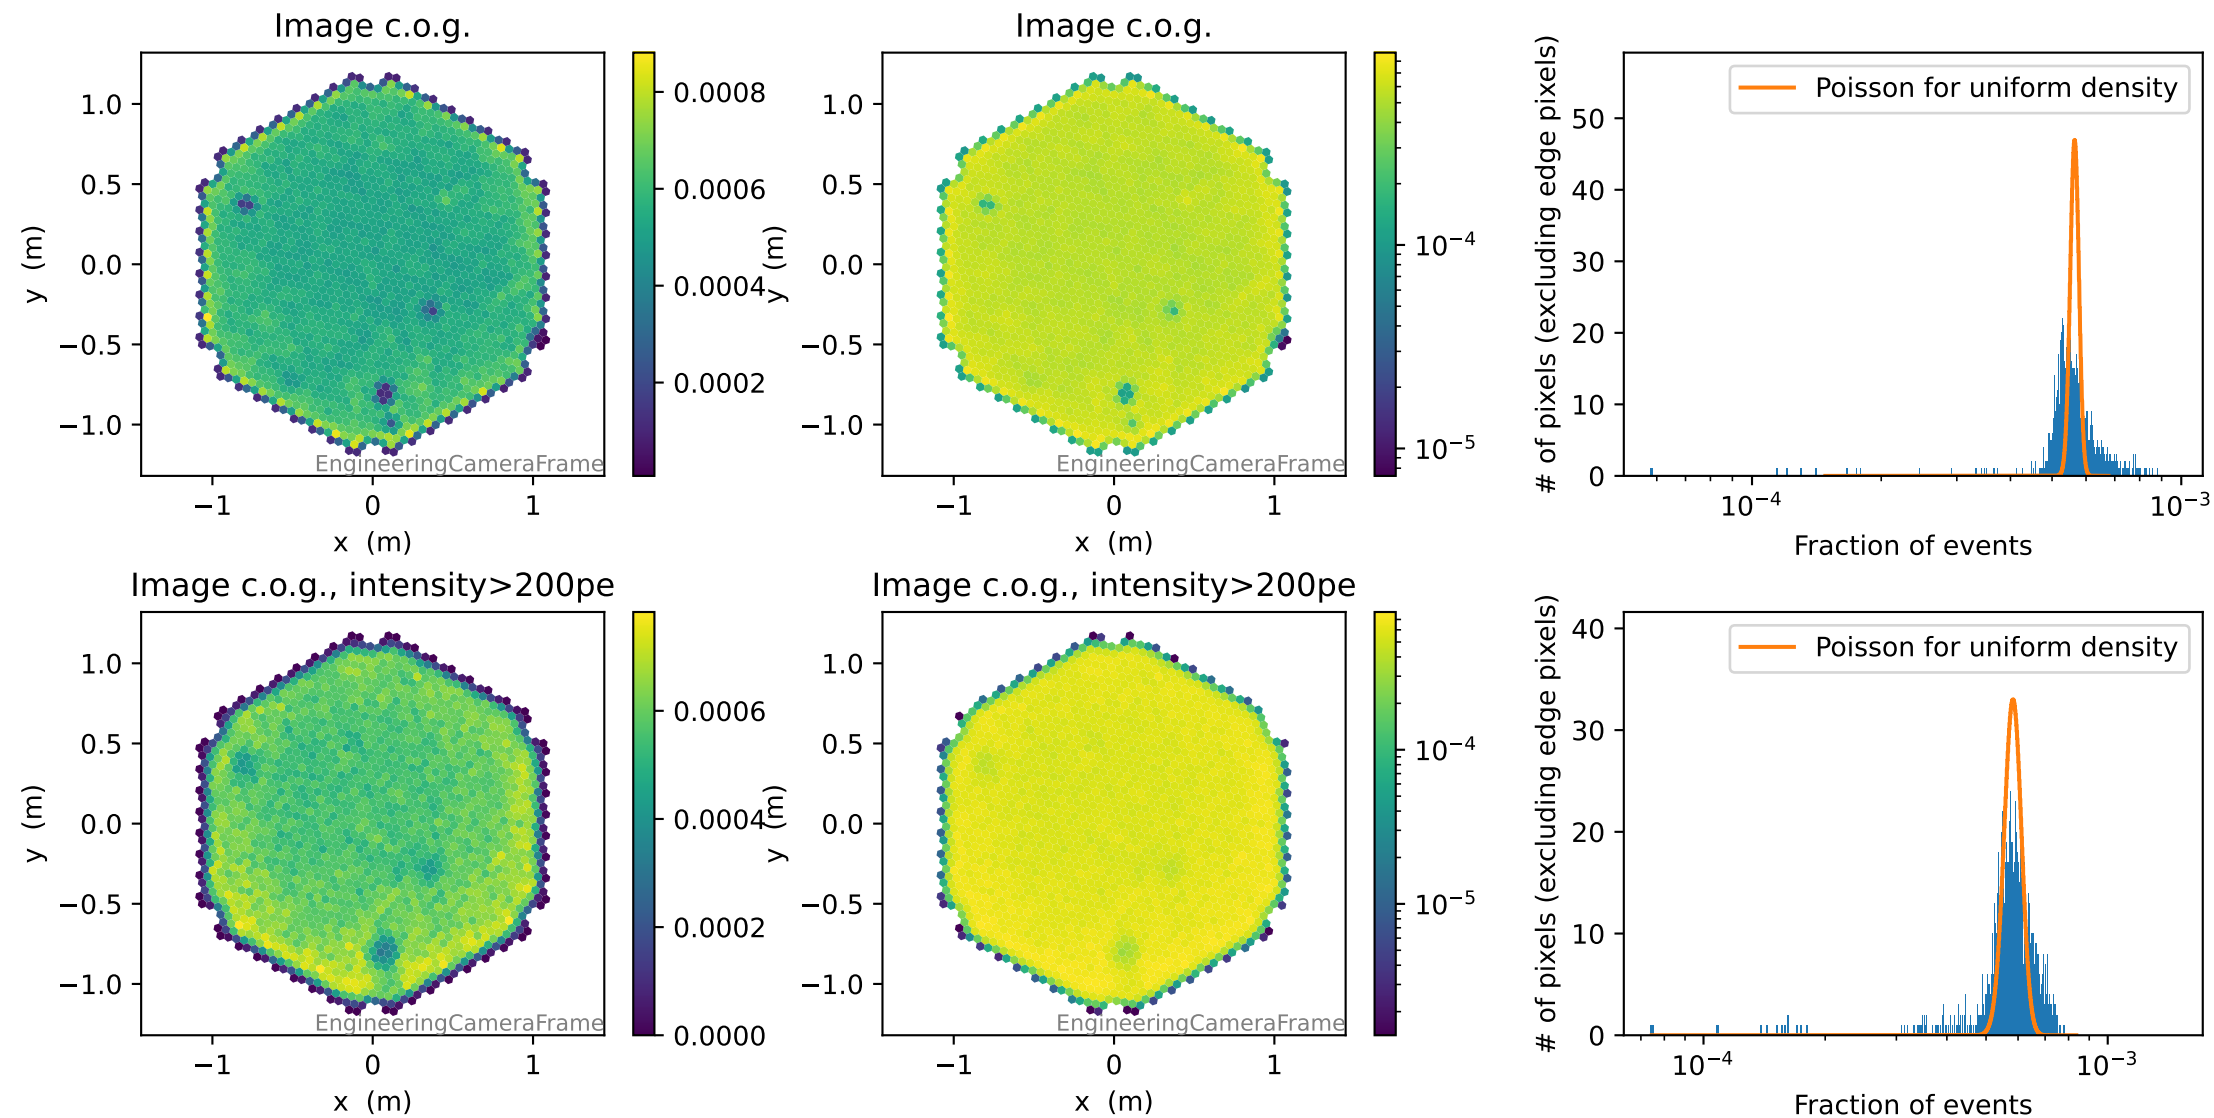 Image c.o.g.
1.0
0.5
0.0
−0.5
−1.0
y (m)
−1 0 1
x (m)
EngineeringCameraFrame
0.0008
0.0006
0.0004
0.0002
Image c.o.g.
1.0
0.5
0.0
−0.5
−1.0
y (m)
−1 0 1
x (m)
EngineeringCameraFrame
10⁻⁴
10⁻⁵
# of pixels (excluding edge pixels)
50
40
30
20
10
0
Poisson for uniform density
10⁻⁴ 10⁻³
Fraction of events
Image c.o.g., intensity>200pe
1.0
0.5
0.0
−0.5
−1.0
y (m)
−1 0 1
x (m)
EngineeringCameraFrame
0.0006
0.0004
0.0002
0.0000
Image c.o.g., intensity>200pe
1.0
0.5
0.0
−0.5
−1.0
y (m)
−1 0 1
x (m)
EngineeringCameraFrame
10⁻⁴
10⁻⁵
# of pixels (excluding edge pixels)
40
30
20
10
0
Poisson for uniform density
10⁻⁴ 10⁻³
Fraction of events